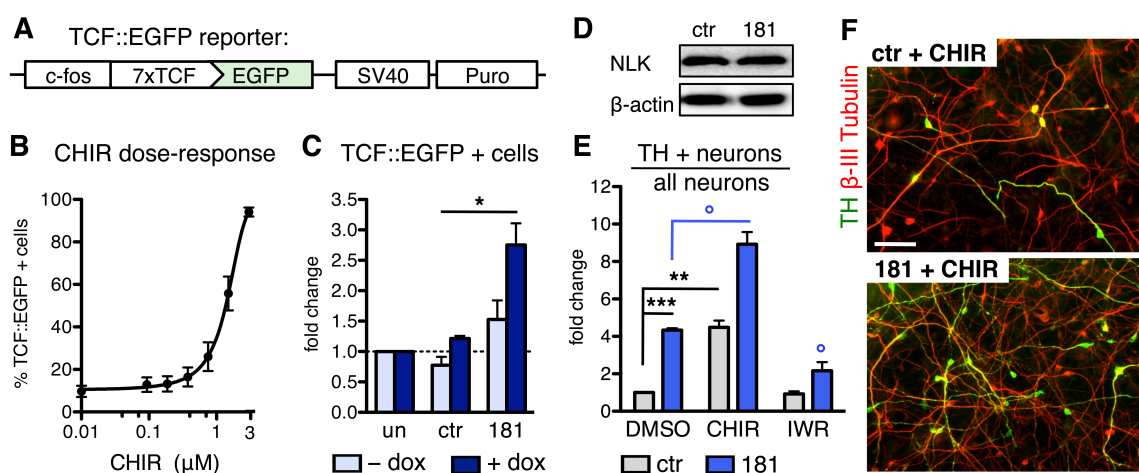 A
TCF::EGFP reporter:
c-fos 7xTCF EGFP SV40 Puro
B
CHIR dose-response
% TCF::EGFP + cells
100
80
60
40
20
0
0.01 0.1 1 3
CHIR (µM)
C
TCF::EGFP + cells
fold change
3.5
3.0
2.5
2.0
1.5
1.0
0.5
0.0
*
un ctr 181
– dox + dox
D
ctr 181
NLK
β-actin
E
TH + neurons
all neurons
fold change
12
10
8
6
4
2
0
°
**
***
°
DMSO CHIR IWR
ctr 181
F
TH β-III Tubulin
ctr + CHIR
181 + CHIR